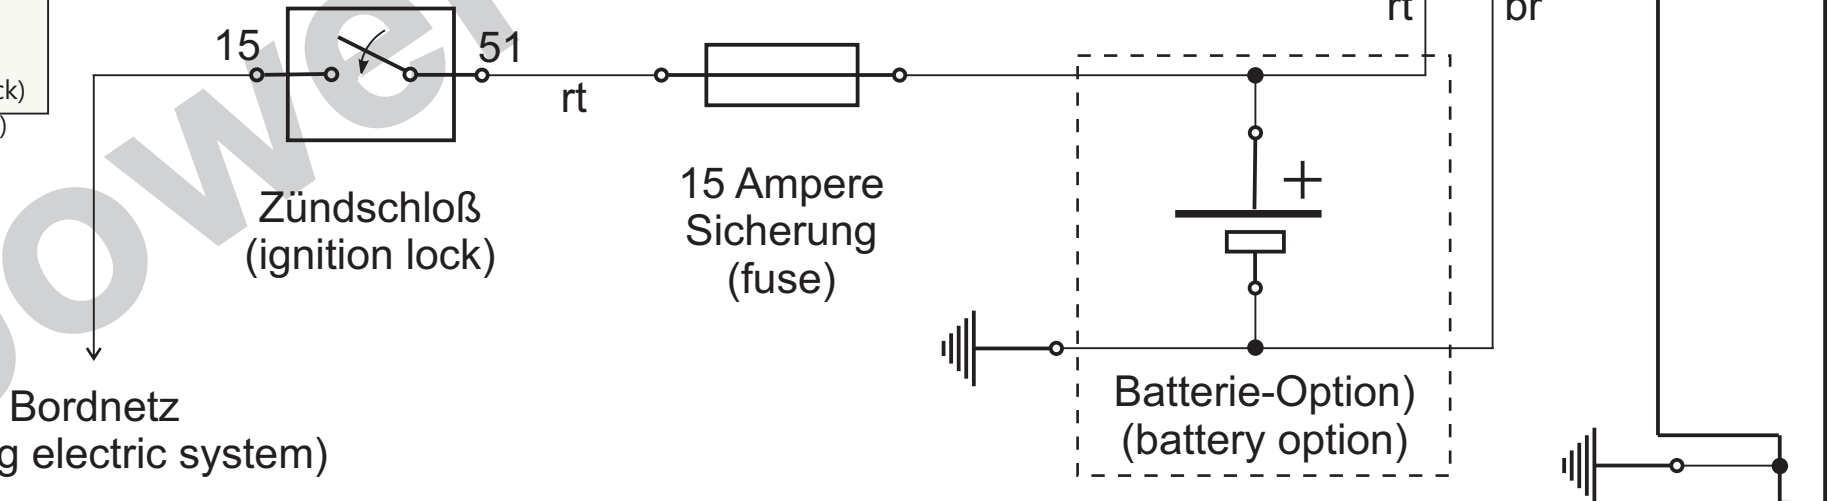 rt
br
ck)
)
15
51
rt
Zündschloß
(ignition lock)
15 Ampere
Sicherung
(fuse)
+
Batterie-Option)
(battery option)
Bordnetz
g electric system)